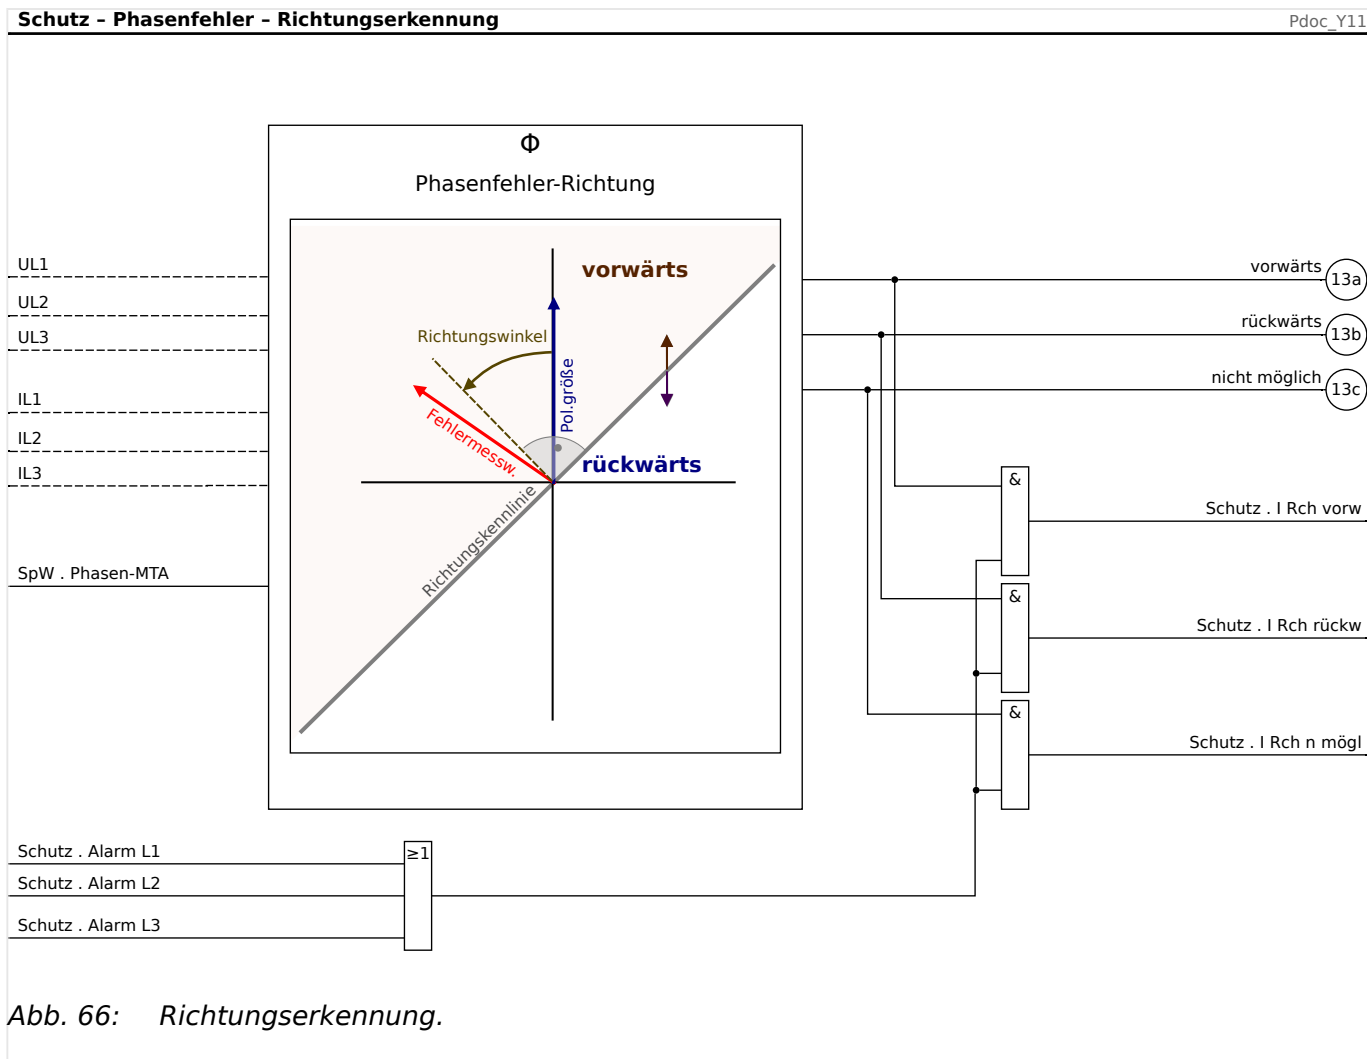 Schutz – Phasenfehler – Richtungserkennung
Pdoc_Y11
Φ
Phasenfehler-Richtung
UL1
UL2
UL3
IL1
IL2
IL3
SpW . Phasen-MTA
vorwärts
Richtungswinkel
Pol.größe
Fehlermessw.
rückwärts
Richtungskennlinie
vorwärts
13a
rückwärts
13b
nicht möglich
13c
&
Schutz . I Rch vorw
&
Schutz . I Rch rückw
&
Schutz . I Rch n mögl
Schutz . Alarm L1
≥1
Schutz . Alarm L2
Schutz . Alarm L3
Abb. 66: Richtungserkennung.